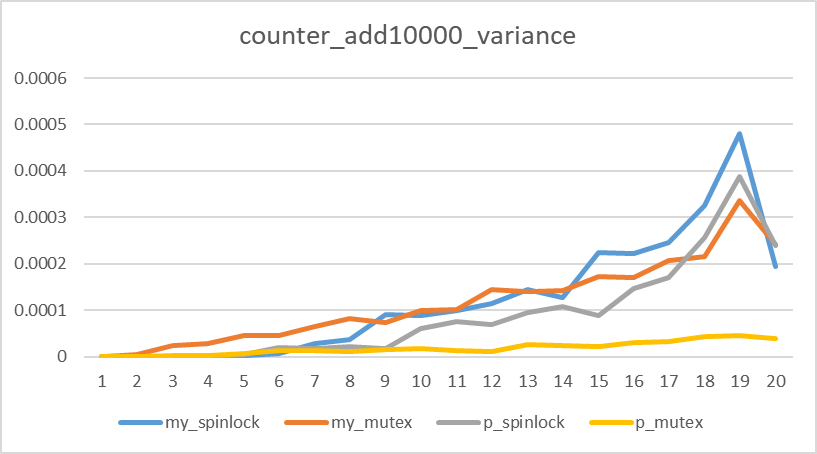 counter_add10000_variance
0.0006
0.0005
0.0004
0.0003
0.0002
0.0001
0
1 2 3 4 5 6 7 8 9 10 11 12 13 14 15 16 17 18 19 20
my_spinlock my_mutex p_spinlock p_mutex